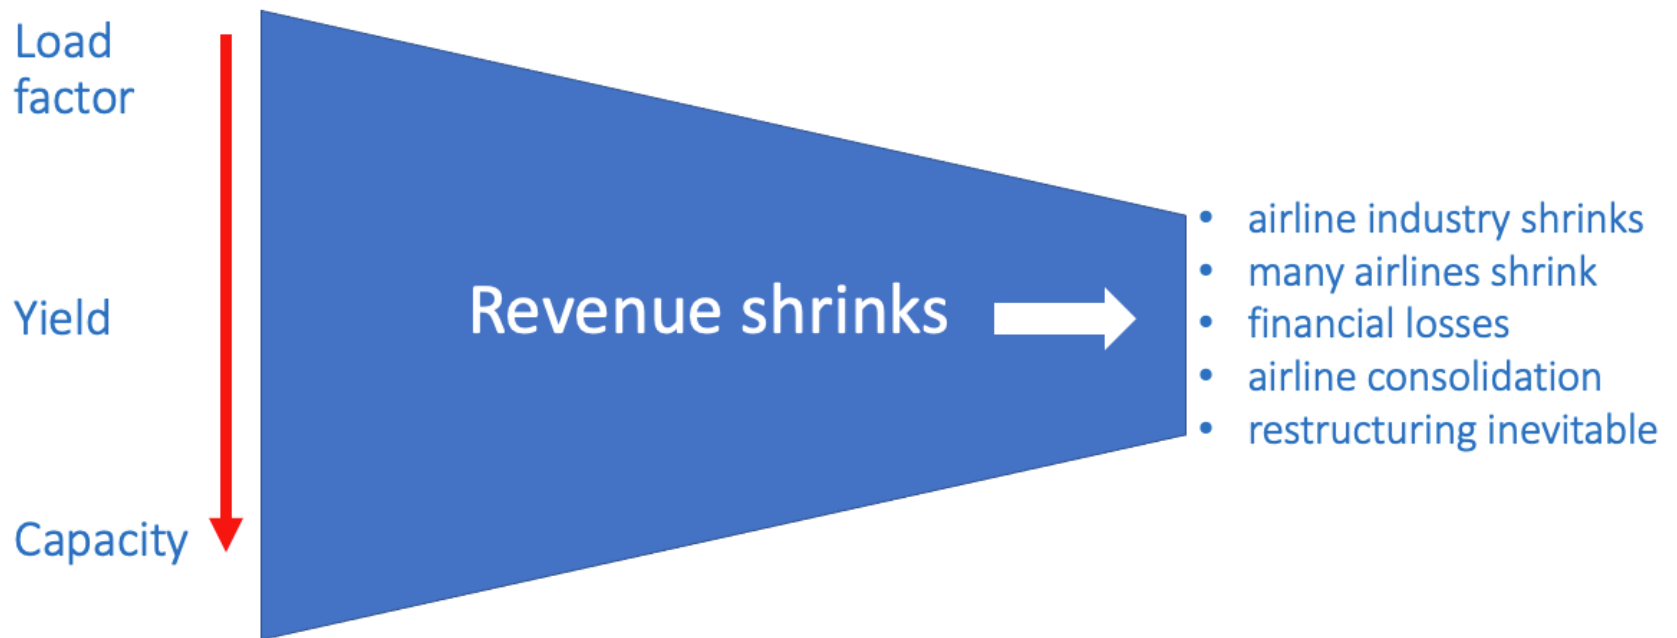 Load
factor
Yield
Capacity
Revenue shrinks
• airline industry shrinks
• many airlines shrink
• financial losses
• airline consolidation
• restructuring inevitable